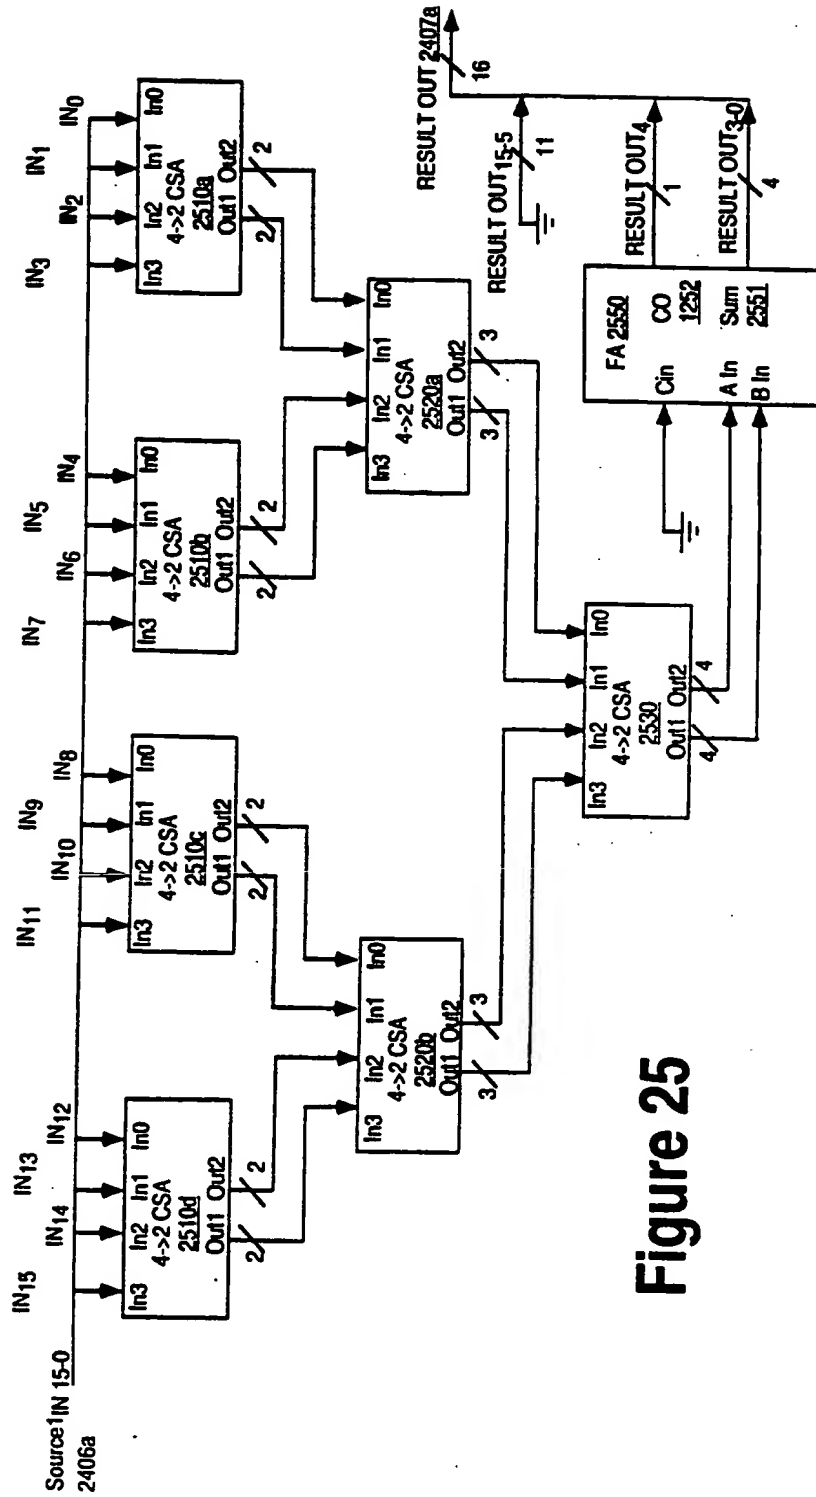 IN15 IN14 IN13 IN12 IN11 IN10 IN9 IN8 IN7 IN6 IN5 IN4 IN3 IN2 IN1 IN0
Source1 IN 15-0
2406a
In3 In2 In1 In0
4->2 CSA
2510d
Out1 Out2
2 2
In3 In2 In1 In0
4->2 CSA
2510c
Out1 Out2
2 2
In3 In2 In1 In0
4->2 CSA
2510b
Out1 Out2
2 2
In3 In2 In1 In0
4->2 CSA
2510a
Out1 Out2
2 2
In3 In2 In1 In0
4->2 CSA
2520b
Out1 Out2
3 3
In3 In2 In1 In0
4->2 CSA
2520a
Out1 Out2
3 3
In3 In2 In1 In0
4->2 CSA
2530
Out1 Out2
4 4
FA 2550
Cin CO
1252
A In Sum
B In 2551
RESULT OUT3-0
4
RESULT OUT4
1
RESULT OUT15-5
11
RESULT OUT 2407a
16
Figure 25